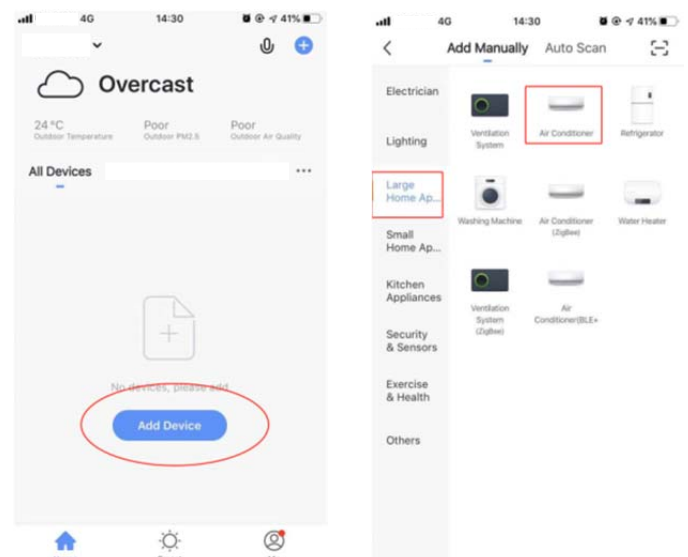 4G
14:30
41%
Overcast
24 °C
Outdoor Temperature
Poor
Outdoor PM2.5
Poor
Outdoor Air Quality
All Devices
No devices, please add
Add Device
4G
14:30
41%
Add Manually
Auto Scan
Electrician
Lighting
Large
Home Ap...
Small
Home Ap...
Kitchen
Appliances
Security
& Sensors
Exercise
& Health
Others
Ventilation
System
Air Conditioner
Refrigerator
Washing Machine
Air Conditioner
(ZigBee)
Water Heater
Ventilation
System
(ZigBee)
Air
Conditioner(BLE+